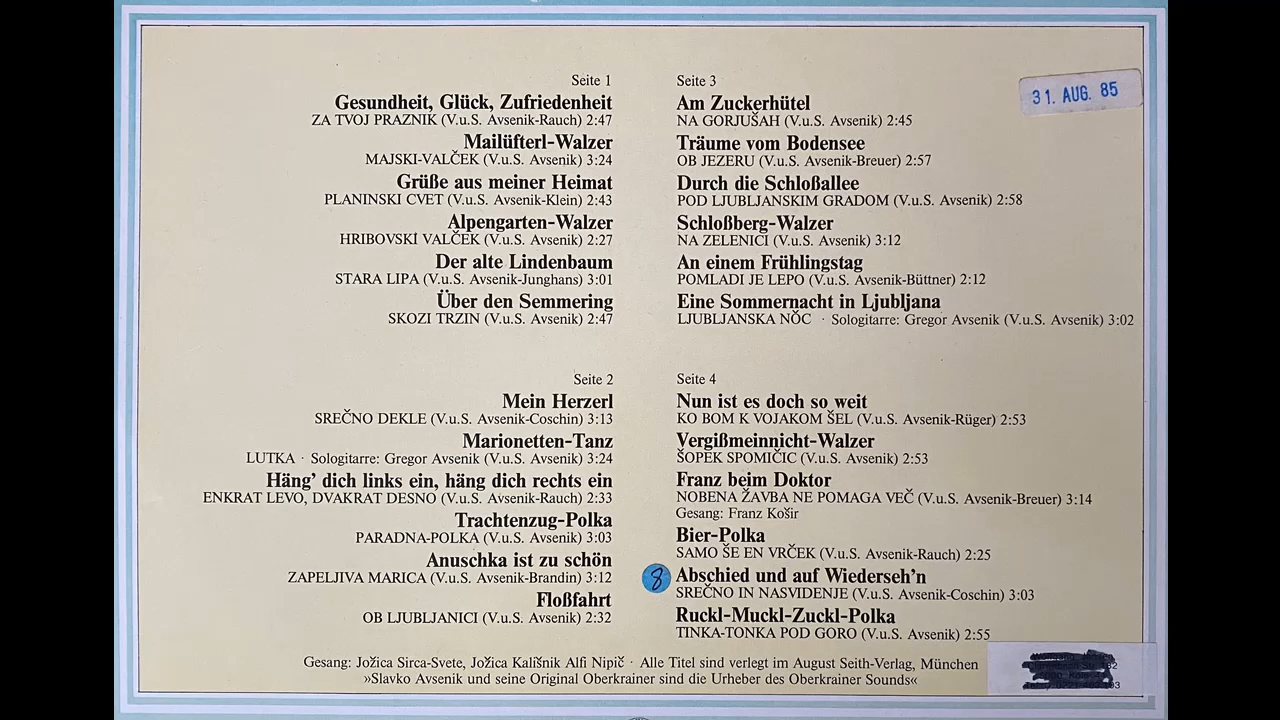 Seite 1
Gesundheit, Glück, Zufriedenheit
ZA TVOJ PRAZNIK (V.u.S. Avsenik-Rauch) 2:47
Mailüfterl-Walzer
MAJSKI-VALČEK (V.u.S. Avsenik) 3:24
Grüße aus meiner Heimat
PLANINSKI CVET (V.u.S. Avsenik-Klein) 2:43
Alpengarten-Walzer
HRIBOVSKI VALČEK (V.u.S. Avsenik) 2:27
Der alte Lindenbaum
STARA LIPA (V.u.S. Avsenik-Junghans) 3:01
Über den Semmering
SKOZI TRZIN (V.u.S. Avsenik) 2:47
Seite 2
Mein Herzerl
SREČNO DEKLE (V.u.S. Avsenik-Coschin) 3:13
Marionetten-Tanz
LUTKA · Sologitarre: Gregor Avsenik (V.u.S. Avsenik) 3:24
Häng' dich links ein, häng dich rechts ein
ENKRAT LEVO, DVAKRAT DESNO (V.u.S. Avsenik-Rauch) 2:33
Trachtenzug-Polka
PARADNA-POLKA (V.u.S. Avsenik) 3:03
Anuschka ist zu schön
ZAPELJIVA MARICA (V.u.S. Avsenik-Brandin) 3:12
Floßfahrt
OB LJUBLJANICI (V.u.S. Avsenik) 2:32
Seite 3
Am Zuckerhütel
NA GORJUŠAH (V.u.S. Avsenik) 2:45
Träume vom Bodensee
OB JEZERU (V.u.S. Avsenik-Breuer) 2:57
Durch die Schloßallee
POD LJUBLJANSKIM GRADOM (V.u.S. Avsenik) 2:58
Schloßberg-Walzer
NA ZELENICI (V.u.S. Avsenik) 3:12
An einem Frühlingstag
POMLADI JE LEPO (V.u.S. Avsenik-Büttner) 2:12
Eine Sommernacht in Ljubljana
LJUBLJANSKA NŎC · Sologitarre: Gregor Avsenik (V.u.S. Avsenik) 3:02
31. AUG. 85
Seite 4
Nun ist es doch so weit
KO BOM K VOJAKOM ŠEL (V.u.S. Avsenik-Rüger) 2:53
Vergißmeinnicht-Walzer
ŠOPEK SPOMIČIC (V.u.S. Avsenik) 2:53
Franz beim Doktor
NOBENA ŽAVBA NE POMAGA VEČ (V.u.S. Avsenik-Breuer) 3:14
Gesang: Franz Košir
Bier-Polka
SAMO ŠE EN VRČEK (V.u.S. Avsenik-Rauch) 2:25
8
Abschied und auf Wiederseh'n
SREČNO IN NASVIDENJE (V.u.S. Avsenik-Coschin) 3:03
Ruckl-Muckl-Zuckl-Polka
TINKA-TONKA POD GORO (V.u.S. Avsenik) 2:55
Gesang: Jožica Sirca-Svete, Jožica Kališnik Alfi Nipič · Alle Titel sind verlegt im August Seith-Verlag, München
»Slavko Avsenik und seine Original Oberkrainer sind die Urheber des Oberkrainer Sounds«